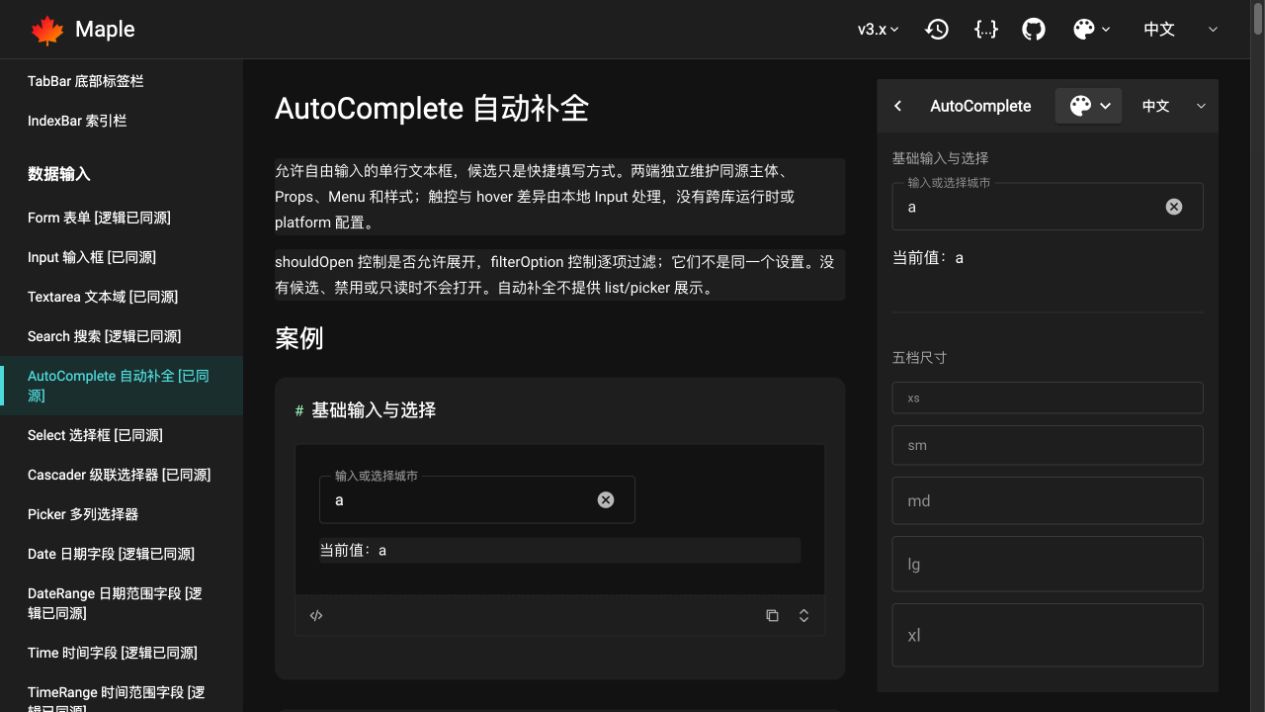 Maple
v3.x
{...}
中文
TabBar 底部标签栏
IndexBar 索引栏
数据输入
Form 表单 [逻辑已同源]
Input 输入框 [已同源]
Textarea 文本域 [已同源]
Search 搜索 [逻辑已同源]
AutoComplete 自动补全 [已同
源]
Select 选择框 [已同源]
Cascader 级联选择器 [已同源]
Picker 多列选择器
Date 日期字段 [逻辑已同源]
DateRange 日期范围字段 [逻
辑已同源]
Time 时间字段 [逻辑已同源]
TimeRange 时间范围字段 [逻
辑已同源]
AutoComplete 自动补全
允许自由输入的单行文本框，候选只是快捷填写方式。两端独立维护同源主体、
Props、Menu 和样式；触控与 hover 差异由本地 Input 处理，没有跨库运行时或
platform 配置。
shouldOpen 控制是否允许展开，filterOption 控制逐项过滤；它们不是同一个设置。没
有候选、禁用或只读时不会打开。自动补全不提供 list/picker 展示。
案例
# 基础输入与选择
输入或选择城市
a
当前值：a
</>
AutoComplete
中文
基础输入与选择
输入或选择城市
a
当前值：a
五档尺寸
xs
sm
md
lg
xl